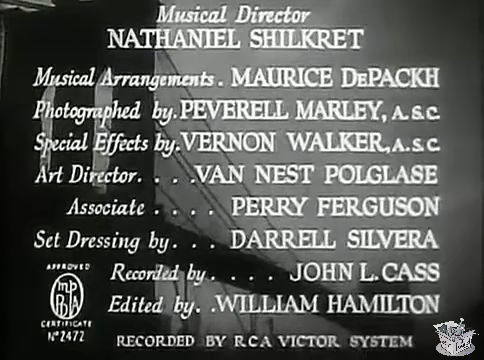 Musical Director
NATHANIEL SHILKRET
Musical Arrangements. MAURICE DePACKH
Photographed by. PEVERELL MARLEY, A.S.C.
Special Effects by. VERNON WALKER, A.S.C.
Art Director. . . . VAN NEST POLGLASE
Associate . . . . PERRY FERGUSON
Set Dressing by. . . DARRELL SILVERA
Recorded by. . . . JOHN L. CASS
Edited by. . . WILLIAM HAMILTON
APPROVED
MPPDA
CERTIFICATE
Nº 2472
RECORDED BY RCA VICTOR SYSTEM